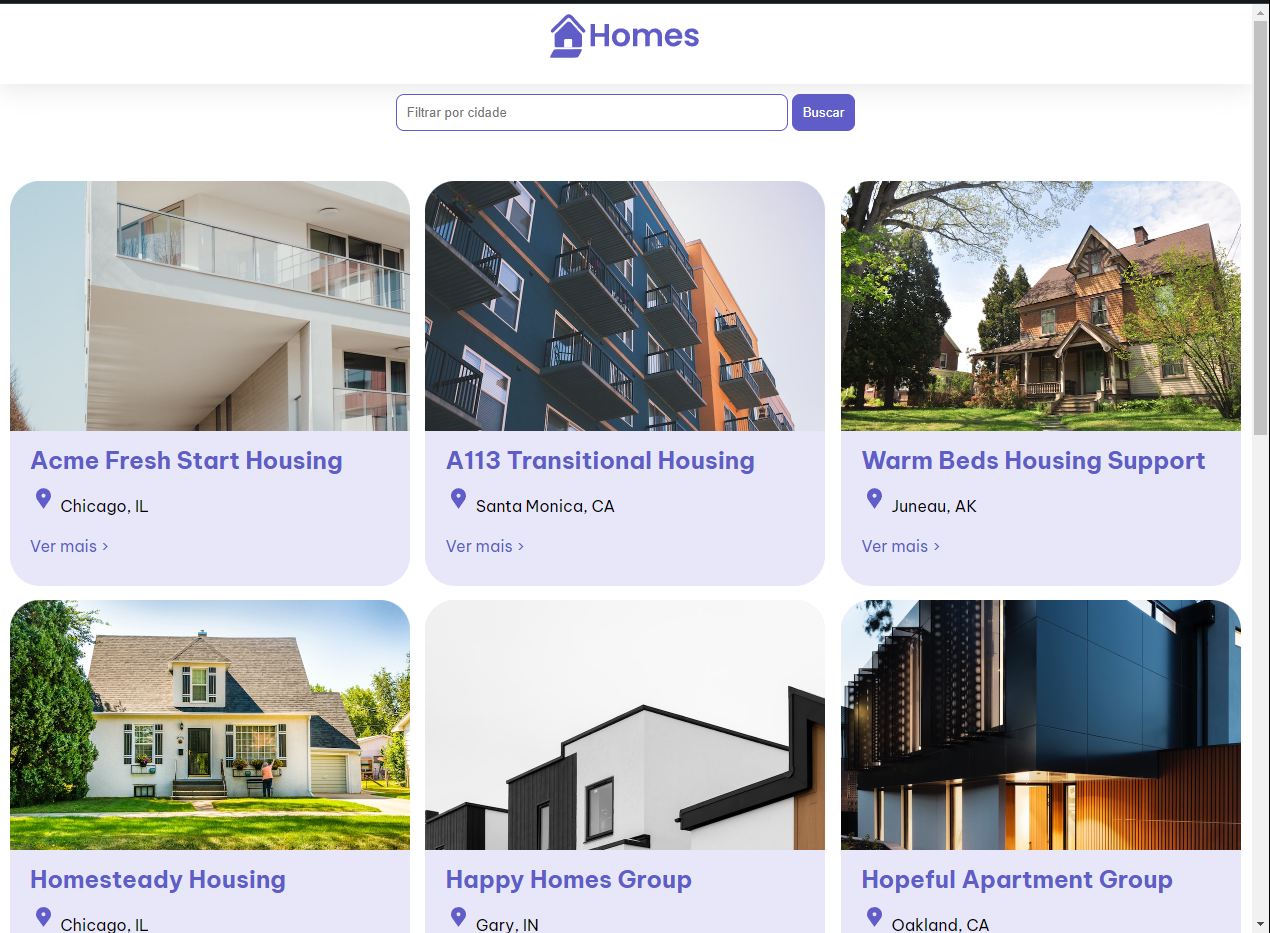 Homes
Filtrar por cidade
Buscar
Acme Fresh Start Housing
Chicago, IL
Ver mais >
A113 Transitional Housing
Santa Monica, CA
Ver mais >
Warm Beds Housing Support
Juneau, AK
Ver mais >
Homesteady Housing
Chicago, IL
Happy Homes Group
Gary, IN
Hopeful Apartment Group
Oakland, CA